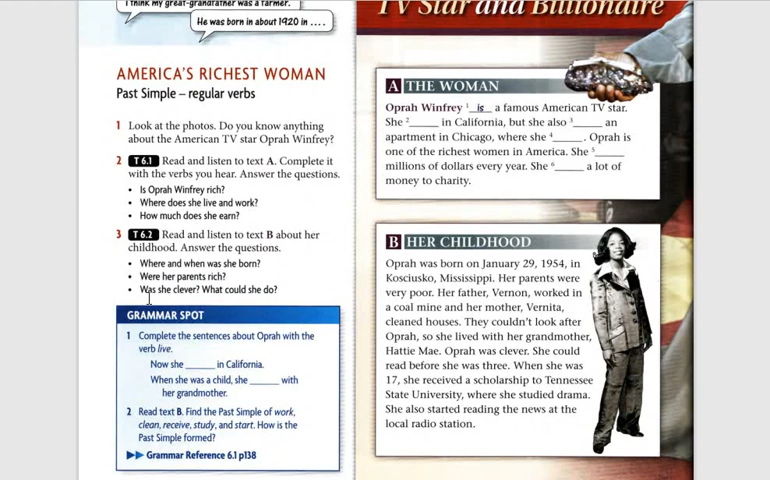 I think my great-grandfather was a farmer.
He was born in about 1920 in ....
TV Star and Billionaire
AMERICA'S RICHEST WOMAN
Past Simple – regular verbs
1 Look at the photos. Do you know anything
about the American TV star Oprah Winfrey?
2 T 6.1 Read and listen to text A. Complete it
with the verbs you hear. Answer the questions.
• Is Oprah Winfrey rich?
• Where does she live and work?
• How much does she earn?
3 T 6.2 Read and listen to text B about her
childhood. Answer the questions.
• Where and when was she born?
• Were her parents rich?
• Was she clever? What could she do?
GRAMMAR SPOT
1 Complete the sentences about Oprah with the
verb live.
Now she ______ in California.
When she was a child, she ______ with
her grandmother.
2 Read text B. Find the Past Simple of work,
clean, receive, study, and start. How is the
Past Simple formed?
▶▶ Grammar Reference 6.1 p138
A THE WOMAN
Oprah Winfrey ¹ is a famous American TV star.
She ²_____ in California, but she also ³_____ an
apartment in Chicago, where she ⁴_____. Oprah is
one of the richest women in America. She ⁵_____
millions of dollars every year. She ⁶_____ a lot of
money to charity.
B HER CHILDHOOD
Oprah was born on January 29, 1954, in
Kosciusko, Mississippi. Her parents were
very poor. Her father, Vernon, worked in
a coal mine and her mother, Vernita,
cleaned houses. They couldn't look after
Oprah, so she lived with her grandmother,
Hattie Mae. Oprah was clever. She could
read before she was three. When she was
17, she received a scholarship to Tennessee
State University, where she studied drama.
She also started reading the news at the
local radio station.